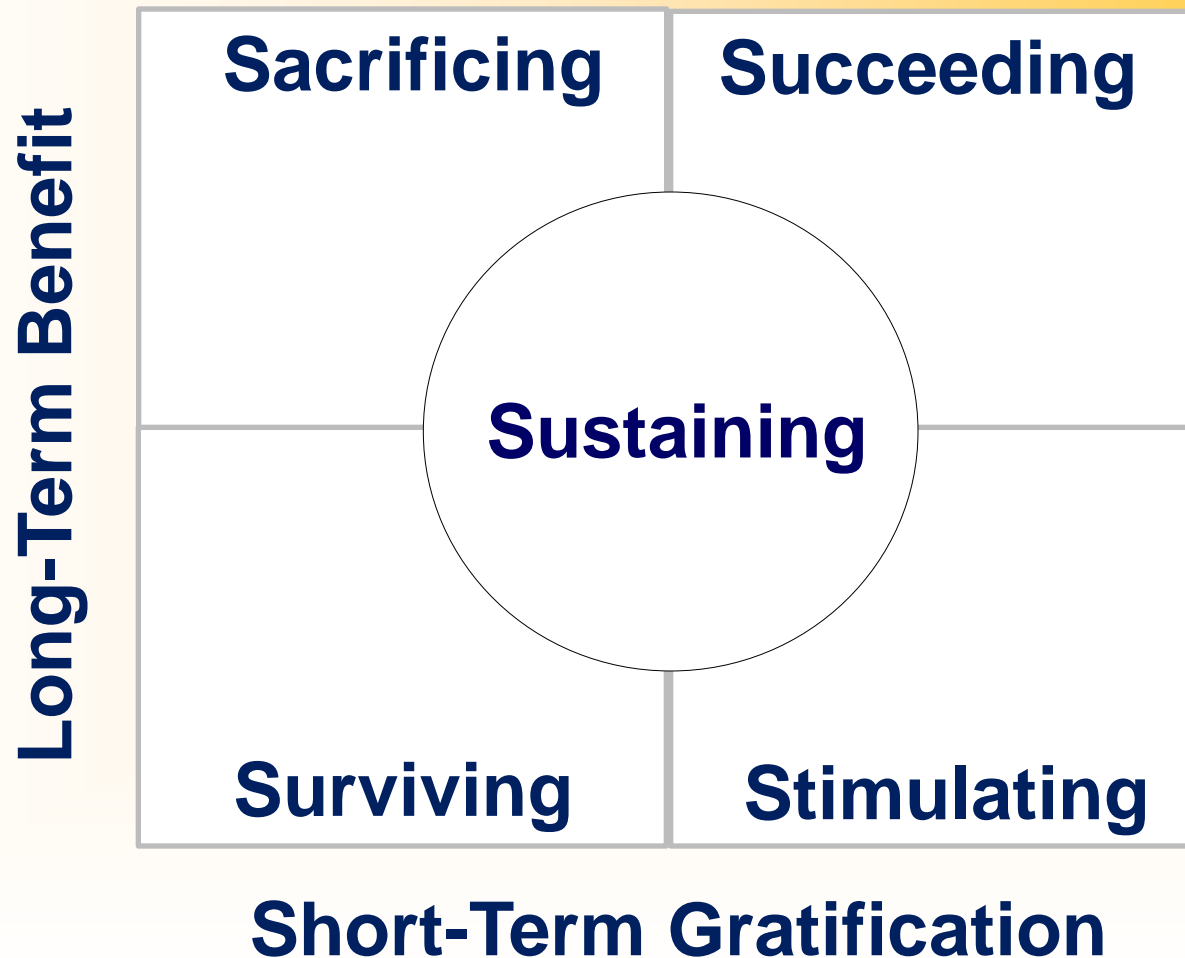 Sacrificing
Succeeding
Long-Term Benefit
Sustaining
Surviving
Stimulating
Short-Term Gratification